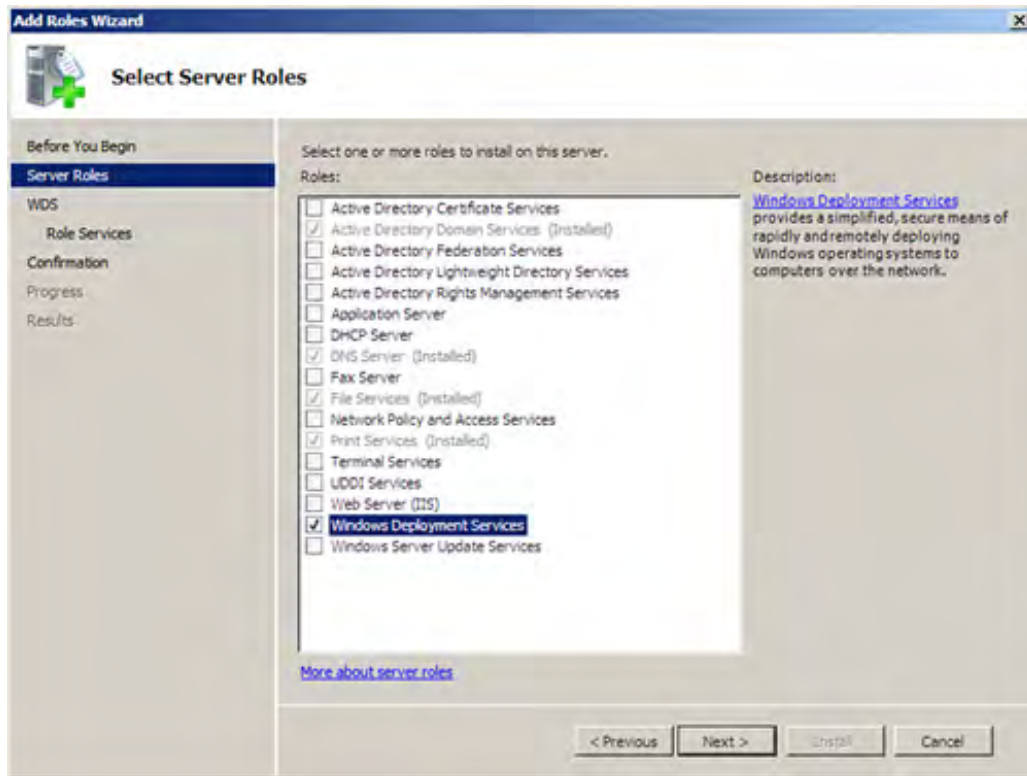 Add Roles Wizard
Select Server Roles
Before You Begin
Server Roles
WDS
Role Services
Confirmation
Progress
Results
Select one or more roles to install on this server.
Roles:
Active Directory Certificate Services
Active Directory Domain Services (Installed)
Active Directory Federation Services
Active Directory Lightweight Directory Services
Active Directory Rights Management Services
Application Server
DHCP Server
DNS Server (Installed)
Fax Server
File Services (Installed)
Network Policy and Access Services
Print Services (Installed)
Terminal Services
UDDI Services
Web Server (IIS)
Windows Deployment Services
Windows Server Update Services
More about server roles
Description:
Windows Deployment Services
provides a simplified, secure means of
rapidly and remotely deploying
Windows operating systems to
computers over the network.
< Previous
Next >
Install
Cancel